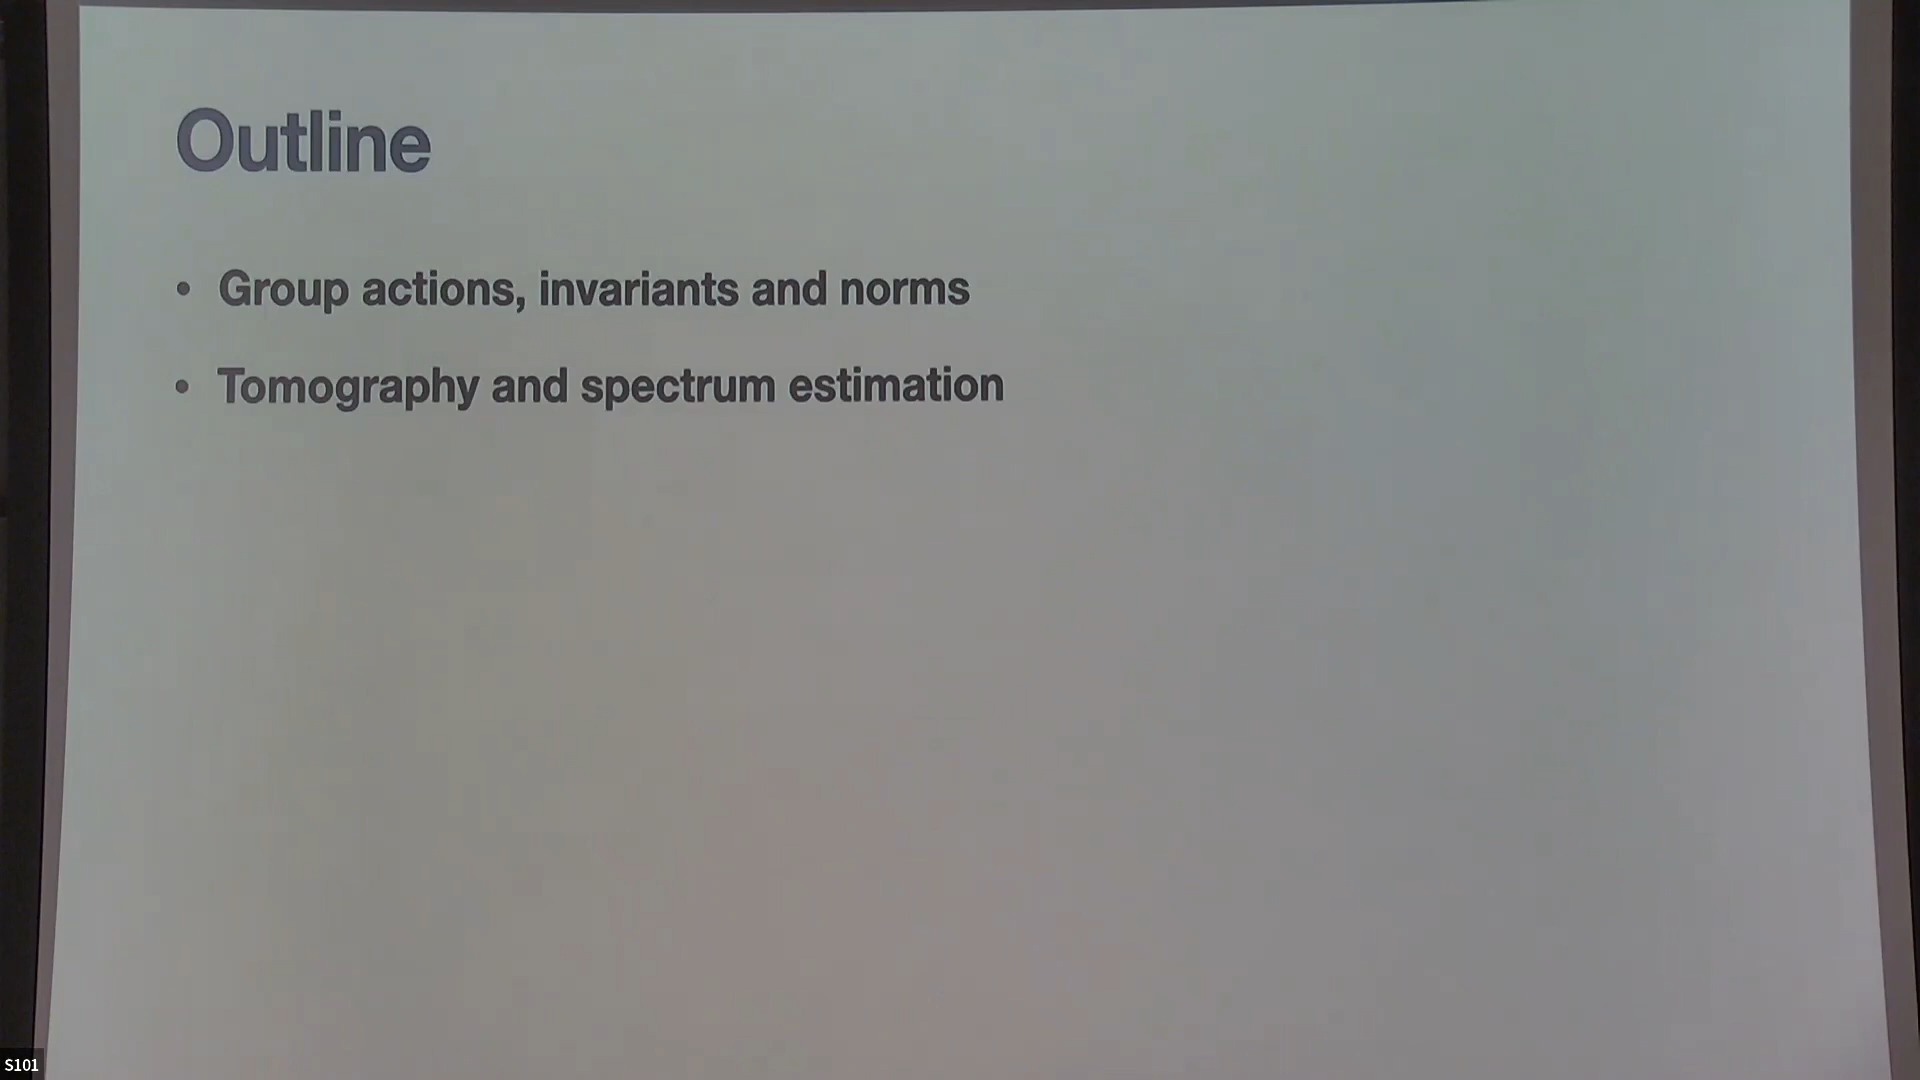 Outline
• Group actions, invariants and norms
• Tomography and spectrum estimation
S101